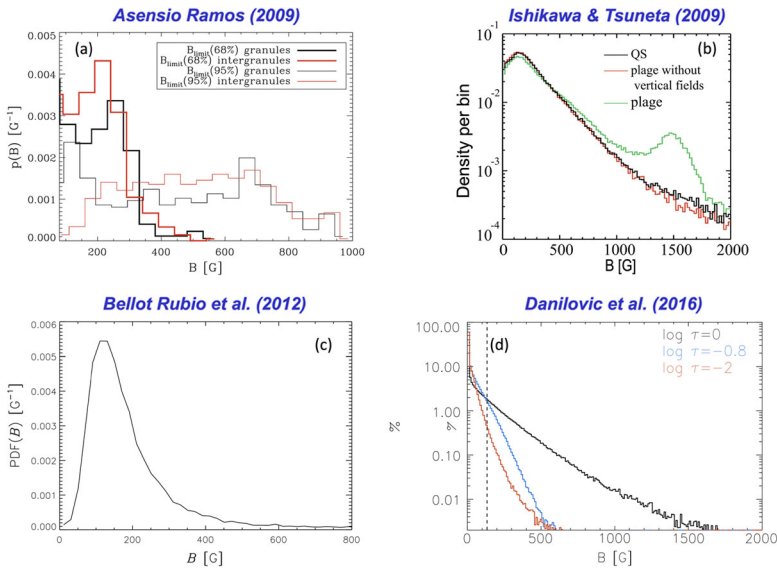 Asensio Ramos (2009)
Ishikawa & Tsuneta (2009)
(a)
B_limit(68%) granules
B_limit(68%) intergranules
B_limit(95%) granules
B_limit(95%) intergranules
p(B) [G⁻¹]
0.005
0.004
0.003
0.002
0.001
0.000
200 400 600 800 1000
B [G]
(b)
QS
plage without
vertical fields
plage
Density per bin
10⁻¹
10⁻²
10⁻³
10⁻⁴
0 500 1000 1500 2000
B [G]
Bellot Rubio et al. (2012)
Danilovic et al. (2016)
(c)
PDF(B) [G⁻¹]
0.006
0.005
0.004
0.003
0.002
0.001
0.000
0 200 400 600 800
B [G]
(d)
log τ=0
log τ=−0.8
log τ=−2
%
100.00
10.00
1.00
0.10
0.01
0 500 1000 1500 2000
B [G]